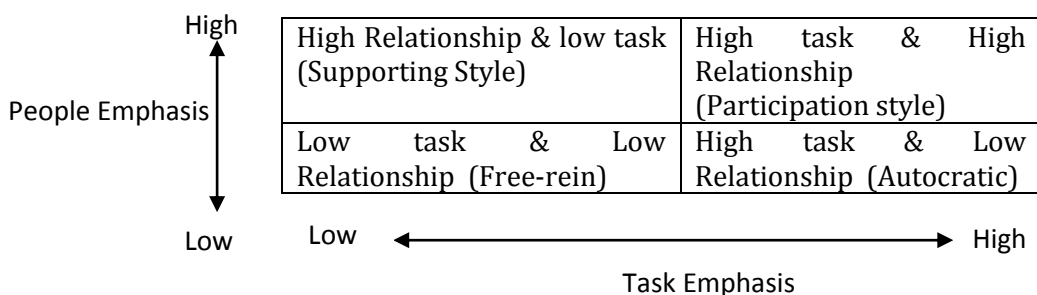 High
People Emphasis
Low
High Relationship & low task
(Supporting Style)
High task & High
Relationship
(Participation style)
Low task & Low
Relationship (Free-rein)
High task & Low
Relationship (Autocratic)
Low
High
Task Emphasis